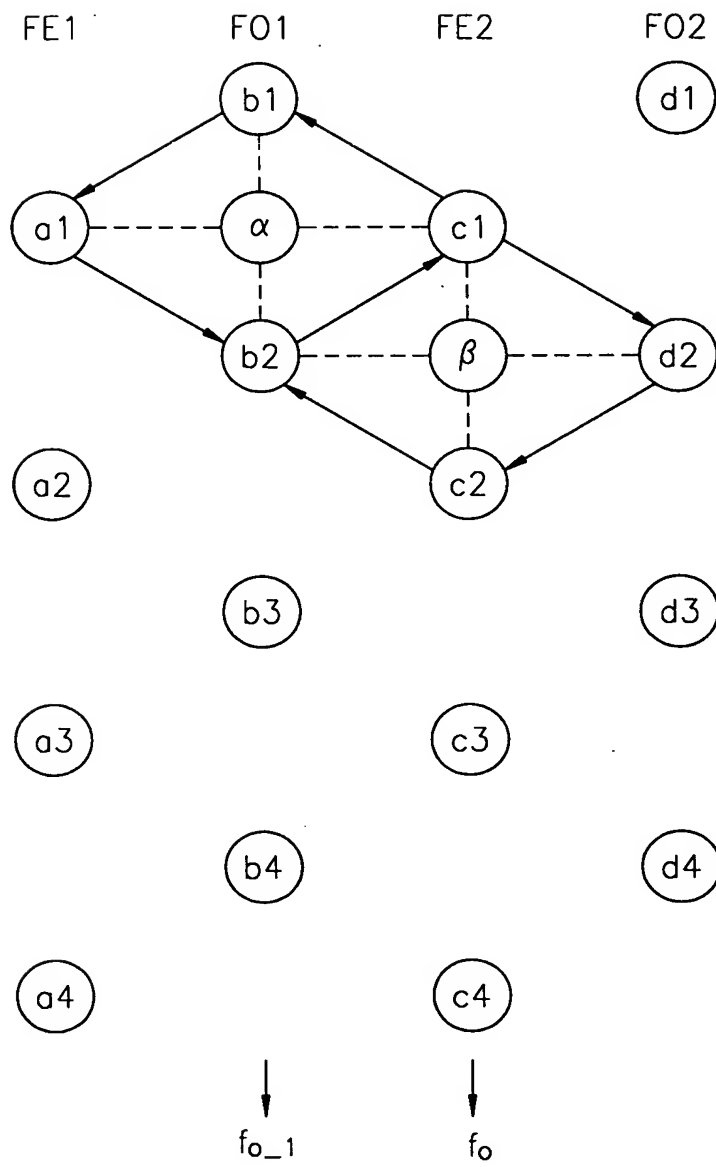 FE1 FO1 FE2 FO2
b1 d1
a1 α c1
b2 β d2
a2 c2
b3 d3
a3 c3
b4 d4
a4 c4
fo_1 fo